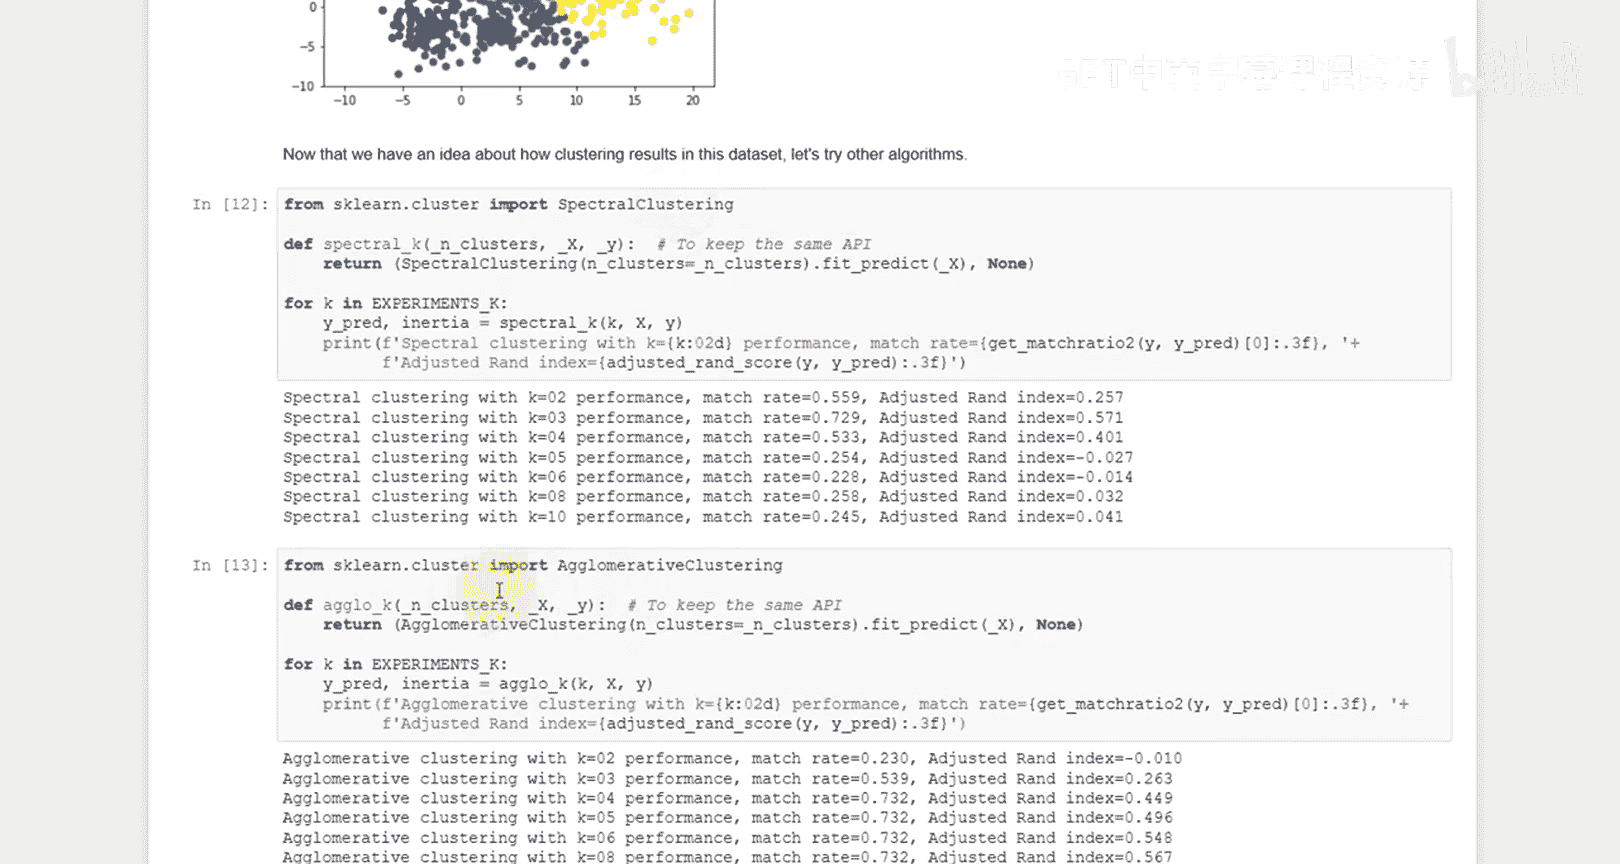 0
−5
−10
−10 −5 0 5 10 15 20
Now that we have an idea about how clustering results in this dataset, let's try other algorithms.
In [12]: from sklearn.cluster import SpectralClustering
def spectral_k(_n_clusters, _X, _y): # To keep the same API
return (SpectralClustering(n_clusters=_n_clusters).fit_predict(_X), None)
for k in EXPERIMENTS_K:
y_pred, inertia = spectral_k(k, X, y)
print(f'Spectral clustering with k={k:02d} performance, match rate={get_matchratio2(y, y_pred)[0]:.3f}, '+
f'Adjusted Rand index={adjusted_rand_score(y, y_pred):.3f}')
Spectral clustering with k=02 performance, match rate=0.559, Adjusted Rand index=0.257
Spectral clustering with k=03 performance, match rate=0.729, Adjusted Rand index=0.571
Spectral clustering with k=04 performance, match rate=0.533, Adjusted Rand index=0.401
Spectral clustering with k=05 performance, match rate=0.254, Adjusted Rand index=-0.027
Spectral clustering with k=06 performance, match rate=0.228, Adjusted Rand index=-0.014
Spectral clustering with k=08 performance, match rate=0.258, Adjusted Rand index=0.032
Spectral clustering with k=10 performance, match rate=0.245, Adjusted Rand index=0.041
In [13]: from sklearn.cluster import AgglomerativeClustering
def agglo_k(_n_clusters, _X, _y): # To keep the same API
return (AgglomerativeClustering(n_clusters=_n_clusters).fit_predict(_X), None)
for k in EXPERIMENTS_K:
y_pred, inertia = agglo_k(k, X, y)
print(f'Agglomerative clustering with k={k:02d} performance, match rate={get_matchratio2(y, y_pred)[0]:.3f}, '+
f'Adjusted Rand index={adjusted_rand_score(y, y_pred):.3f}')
Agglomerative clustering with k=02 performance, match rate=0.230, Adjusted Rand index=-0.010
Agglomerative clustering with k=03 performance, match rate=0.539, Adjusted Rand index=0.263
Agglomerative clustering with k=04 performance, match rate=0.732, Adjusted Rand index=0.449
Agglomerative clustering with k=05 performance, match rate=0.732, Adjusted Rand index=0.496
Agglomerative clustering with k=06 performance, match rate=0.732, Adjusted Rand index=0.548
Agglomerative clustering with k=08 performance, match rate=0.732, Adjusted Rand index=0.567